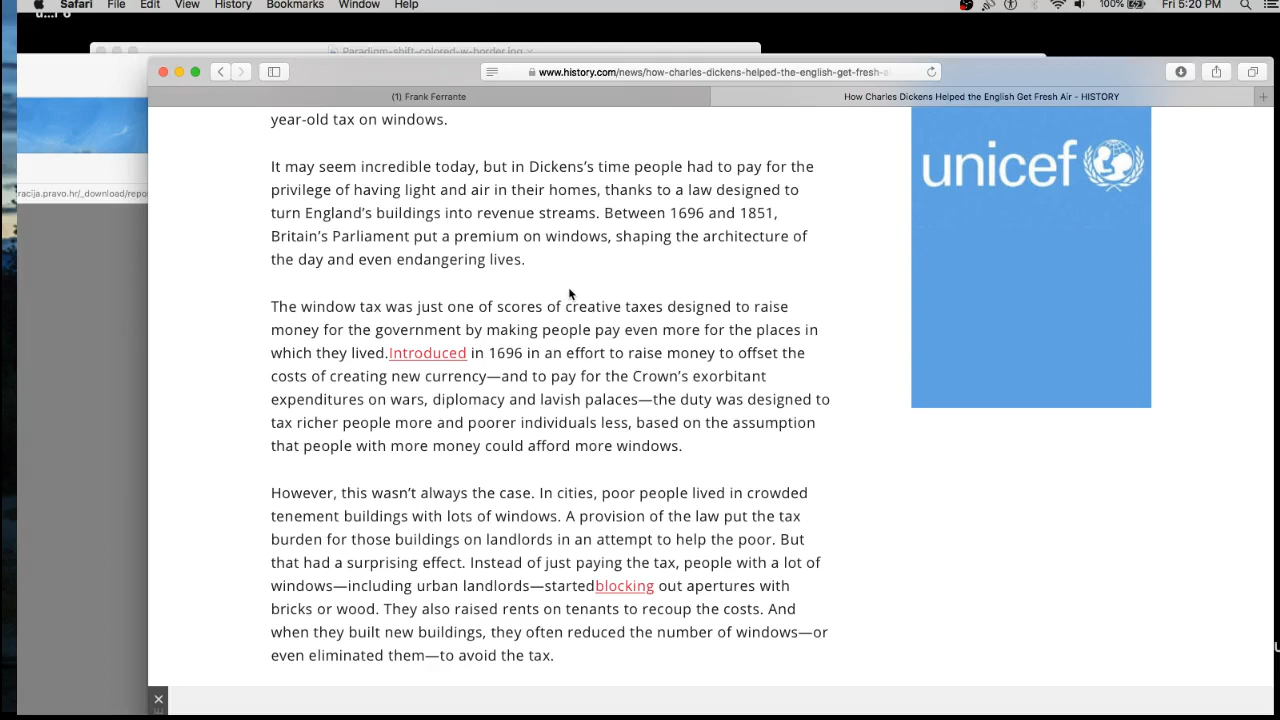 Safari File Edit View History Bookmarks Window Help 100% Fri 5:20 PM
Paradigm-shift-colored-w-border.jpg
www.history.com/news/how-charles-dickens-helped-the-english-get-fresh-a
(1) Frank Ferrante
How Charles Dickens Helped the English Get Fresh Air - HISTORY
racija.pravo.hr/_download/repo
year-old tax on windows.
It may seem incredible today, but in Dickens's time people had to pay for the
privilege of having light and air in their homes, thanks to a law designed to
turn England's buildings into revenue streams. Between 1696 and 1851,
Britain's Parliament put a premium on windows, shaping the architecture of
the day and even endangering lives.
The window tax was just one of scores of creative taxes designed to raise
money for the government by making people pay even more for the places in
which they lived.Introduced in 1696 in an effort to raise money to offset the
costs of creating new currency—and to pay for the Crown's exorbitant
expenditures on wars, diplomacy and lavish palaces—the duty was designed to
tax richer people more and poorer individuals less, based on the assumption
that people with more money could afford more windows.
However, this wasn't always the case. In cities, poor people lived in crowded
tenement buildings with lots of windows. A provision of the law put the tax
burden for those buildings on landlords in an attempt to help the poor. But
that had a surprising effect. Instead of just paying the tax, people with a lot of
windows—including urban landlords—startedblocking out apertures with
bricks or wood. They also raised rents on tenants to recoup the costs. And
when they built new buildings, they often reduced the number of windows—or
even eliminated them—to avoid the tax.
unicef